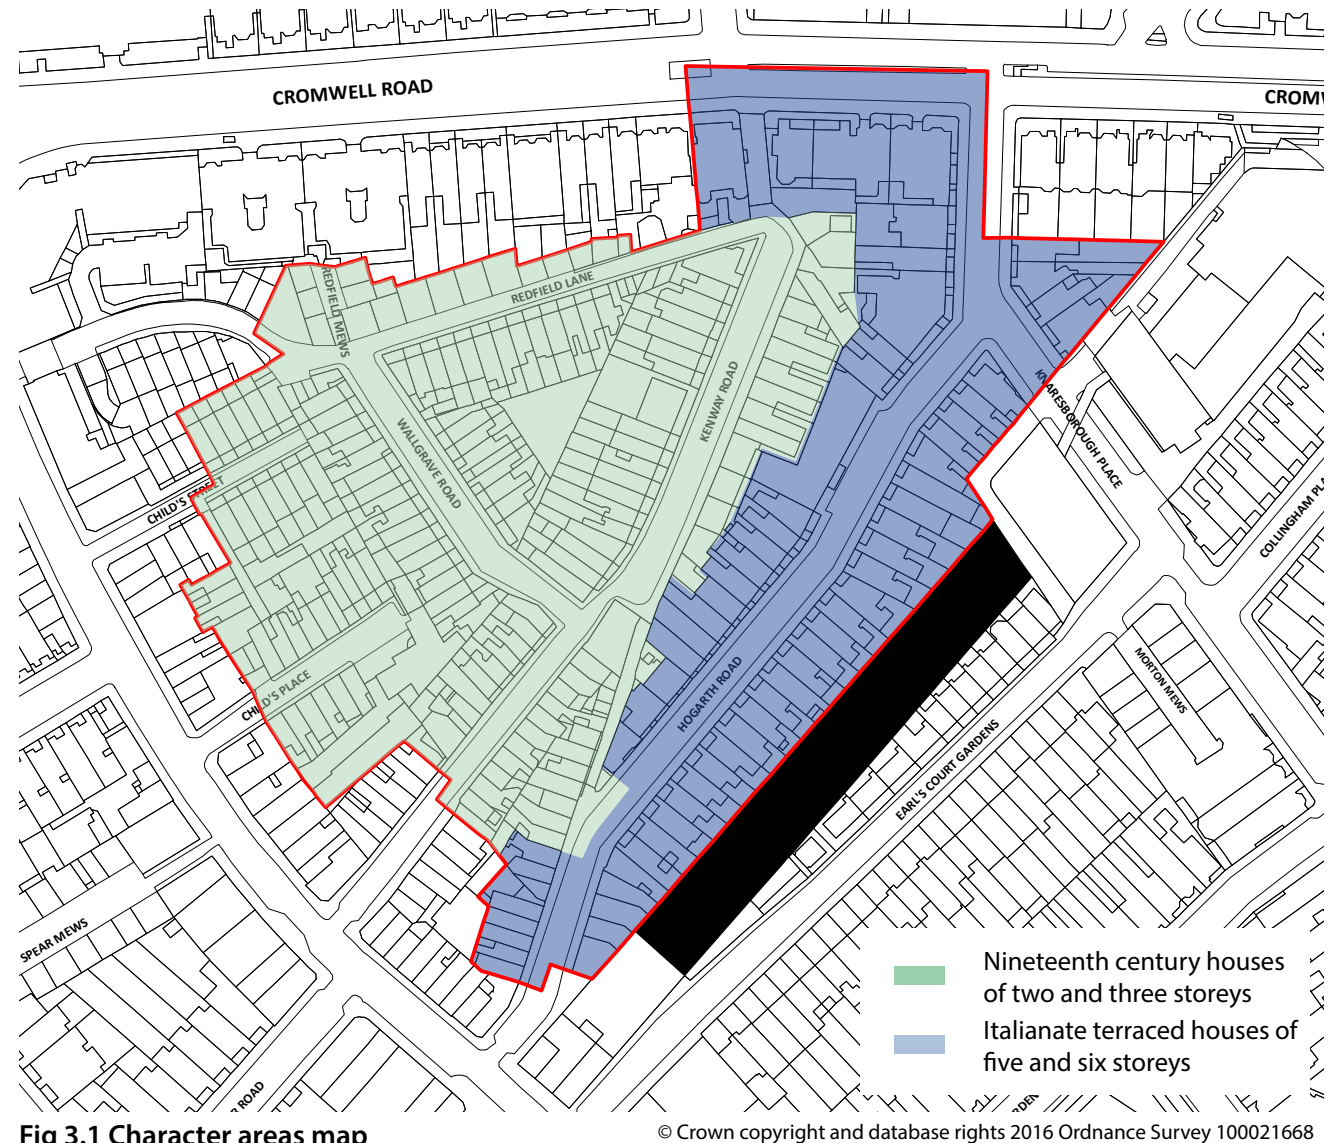 CROMWELL ROAD
CROMW
REDFIELD MEWS
REDFIELD LANE
KENWAY ROAD
WALLGRAVE ROAD
KNARESBOROUGH PLACE
CHILD'S STREET
COLLINGHAM PLA
CHILD'S PLACE
HOGARTH ROAD
MORTON MEWS
EARL'S COURT GARDENS
SPEAR MEWS
R ROAD
RDEN
Nineteenth century houses
of two and three storeys
Italianate terraced houses of
five and six storeys
Fig 3.1 Character areas map
© Crown copyright and database rights 2016 Ordnance Survey 100021668